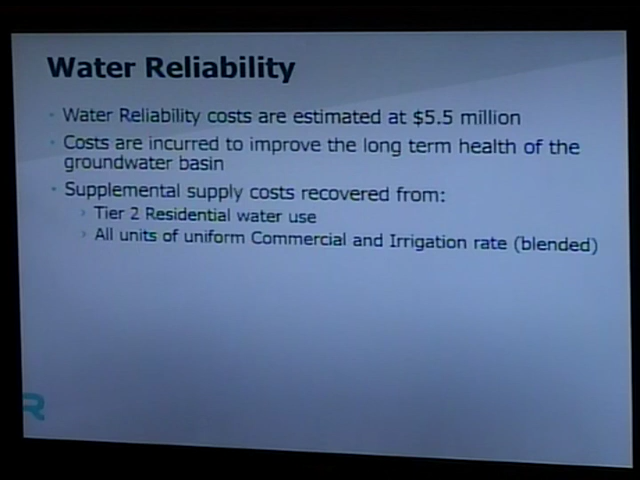 Water Reliability
Water Reliability costs are estimated at $5.5 million
Costs are incurred to improve the long term health of the
groundwater basin
Supplemental supply costs recovered from:
Tier 2 Residential water use
All units of uniform Commercial and Irrigation rate (blended)
R